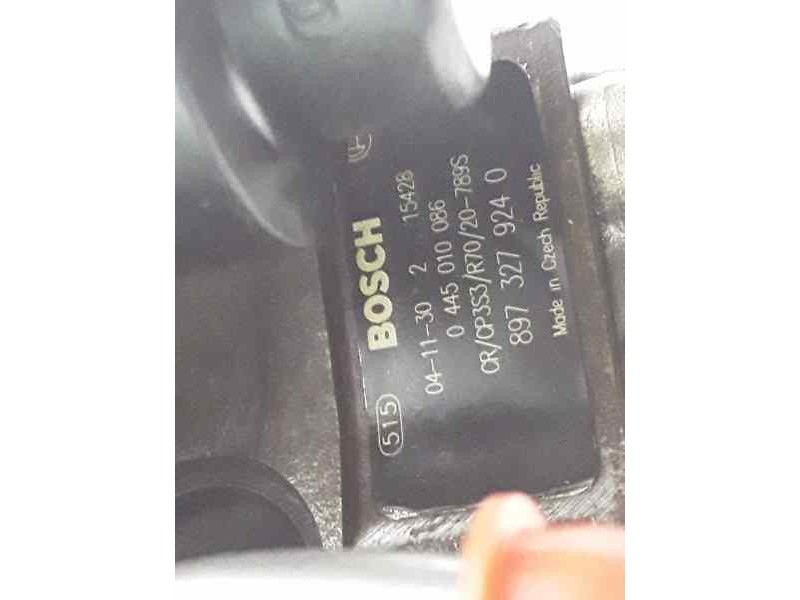 515 BOSCH
04-11-30 2 15428
0 445 010 086
CR/CP3S3/R70/20-789S
897 327 924 0
Made in Czech Republic